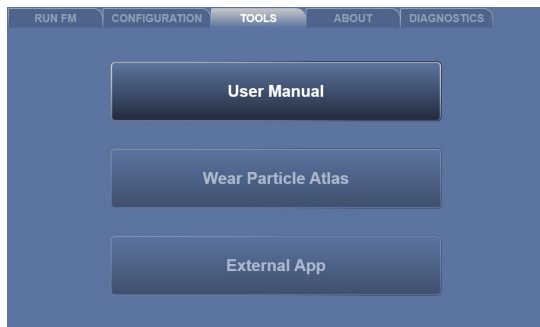 RUN FM CONFIGURATION TOOLS ABOUT DIAGNOSTICS
User Manual
Wear Particle Atlas
External App